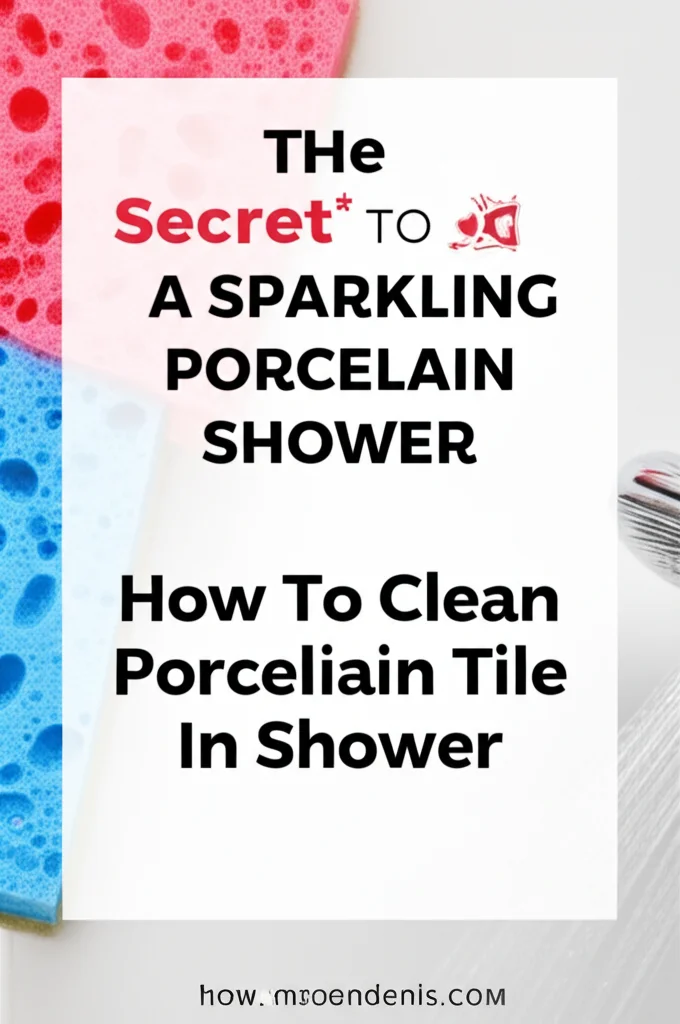 THe
Secret* TO
A SPARKLING
PORCELAIN
SHOWER
How To Clean
Porceliain Tile
In Shower